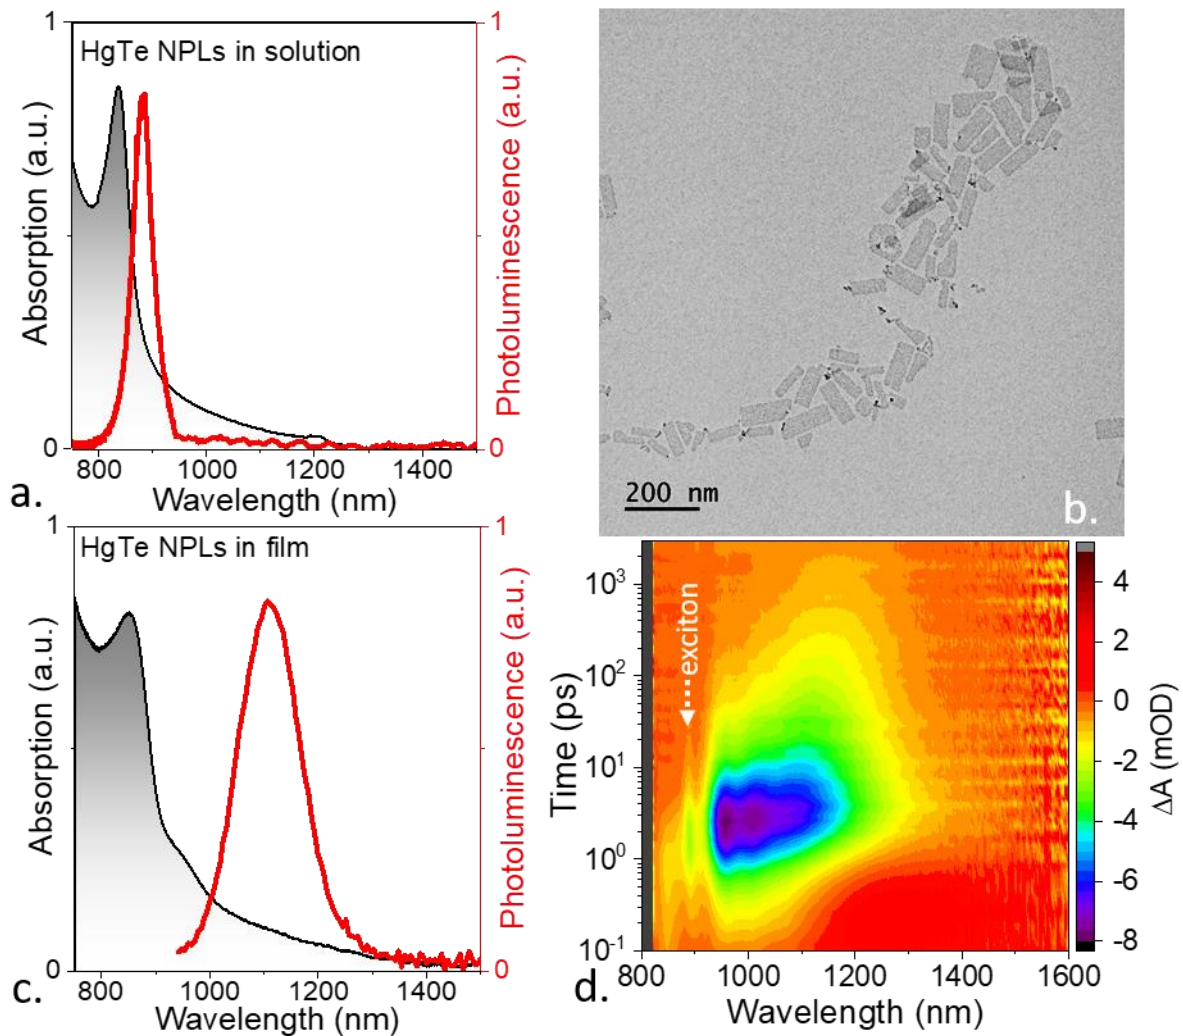 HgTe NPLs in solution
Absorption (a.u.)
1
0
Photoluminescence (a.u.)
1
0
800 1000 1200 1400
Wavelength (nm)
a.
200 nm
b.
HgTe NPLs in film
Absorption (a.u.)
1
0
Photoluminescence (a.u.)
1
0
800 1000 1200 1400
Wavelength (nm)
c.
exciton
Time (ps)
10³
10²
10¹
10⁰
10⁻¹
800 1000 1200 1400 1600
Wavelength (nm)
4
2
0
-2
-4
-6
-8
ΔA (mOD)
d.